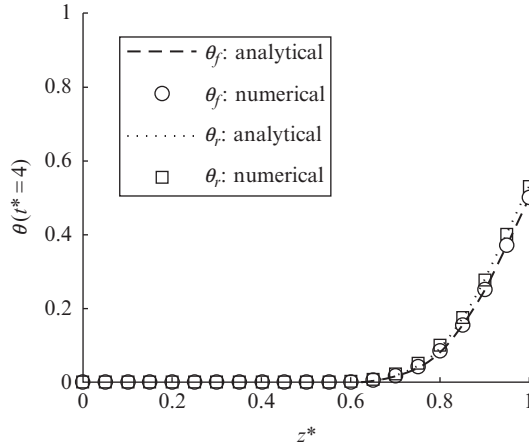 1
θf: analytical
θf: numerical
θr: analytical
θr: numerical
0.8
0.6
0.4
0.2
0
θ(t* = 4)
0 0.2 0.4 0.6 0.8 1
z*